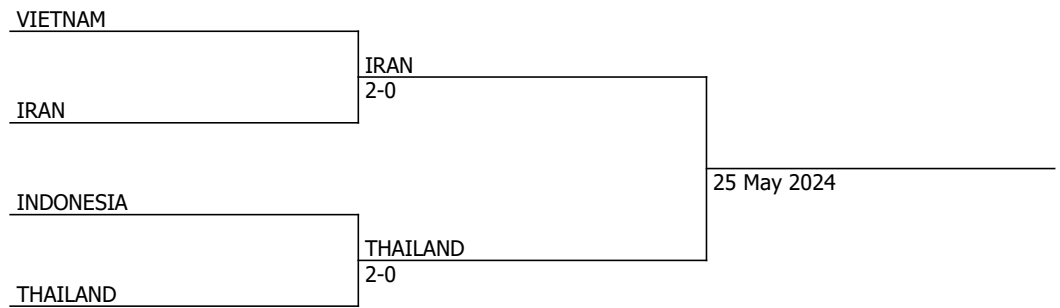 VIETNAM
IRAN
2-0
IRAN
25 May 2024
INDONESIA
THAILAND
2-0
THAILAND